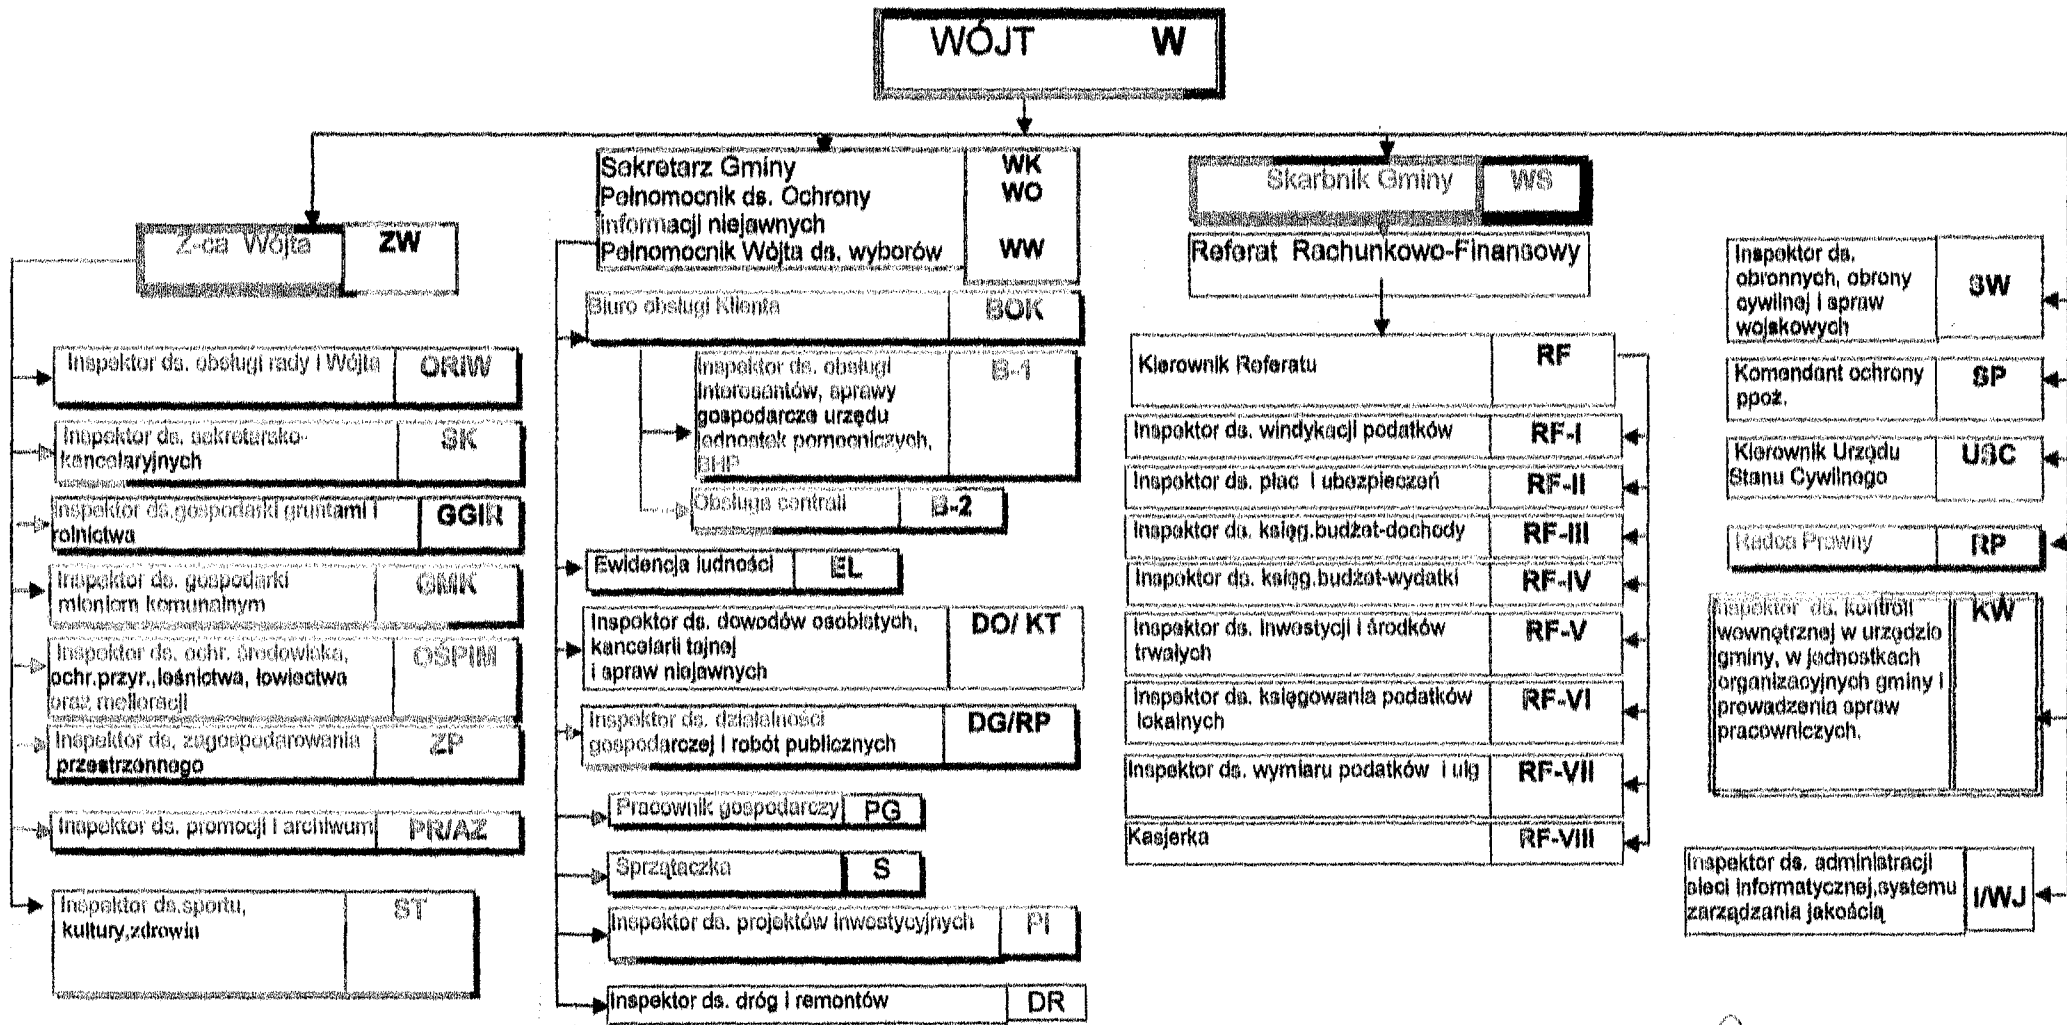 WÓJT W
Z-ca Wójta ZW
Inspektor ds. obsługi rady i Wójta ORIW
Inspektor ds. sekretarsko- SK
kancelaryjnych
Inspektor ds.gospodarki gruntami i GGIR
rolnictwa
Inspektor ds. gospodarki GMK
mieniem komunalnym
Inspektor ds. ochr. środowiska, OŚPIM
ochr.przyr.,leśnictwa, łowiectwa
oraz melioracji
Inspektor ds. zagospodarowania ZP
przestrzennego
Inspektor ds. promocji i archiwum PR/AZ
Inspektor ds.sportu, ST
kultury,zdrowia
Sekretarz Gminy WK
Pełnomocnik ds. Ochrony WO
informacji niejawnych
Pełnomocnik Wójta ds. wyborów WW
Biuro obsługi Klienta BOK
Inspektor ds. obsługi B-1
Interesantów, sprawy
gospodarcze urzędu
jednostek pomocniczych,
BHP
Obsługa centrali B-2
Ewidencja ludności EL
Inspektor ds. dowodów osobistych, DO/ KT
kancelarii tajnej
i spraw niejawnych
Inspektor ds. działalności DG/RP
gospodarczej i robót publicznych
Pracownik gospodarczy PG
Sprzątaczka S
Inspektor ds. projektów inwestycyjnych PI
Inspektor ds. dróg i remontów DR
Skarbnik Gminy WS
Referat Rachunkowo-Finansowy
Kierownik Referatu RF
Inspektor ds. windykacji podatków RF-I
Inspektor ds. płac i ubezpieczeń RF-II
Inspektor ds. księg.budżet-dochody RF-III
Inspektor ds. księg.budżet-wydatki RF-IV
Inspektor ds. inwestycji i środków RF-V
trwałych
Inspektor ds. księgowania podatków RF-VI
lokalnych
Inspektor ds. wymiaru podatków i ulg RF-VII
Kasjerka RF-VIII
Inspektor ds. SW
obronnych, obrony
cywilnej i spraw
wojskowych
Komendant ochrony SP
ppoż.
Kierownik Urzędu USC
Stanu Cywilnego
Radca Prawny RP
Inspektor ds. kontroli KW
wewnętrznej w urzędzie
gminy, w jednostkach
organizacyjnych gminy i
prowadzenia spraw
pracowniczych.
Inspektor ds. administracji I/WJ
sieci informatycznej,systemu
zarządzania jakością